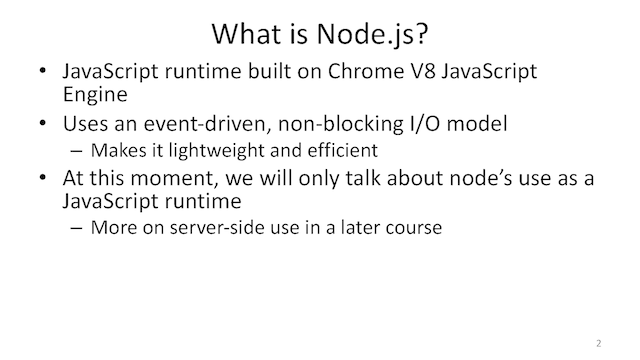 What is Node.js?
• JavaScript runtime built on Chrome V8 JavaScript
Engine
• Uses an event-driven, non-blocking I/O model
– Makes it lightweight and efficient
• At this moment, we will only talk about node’s use as a
JavaScript runtime
– More on server-side use in a later course
2